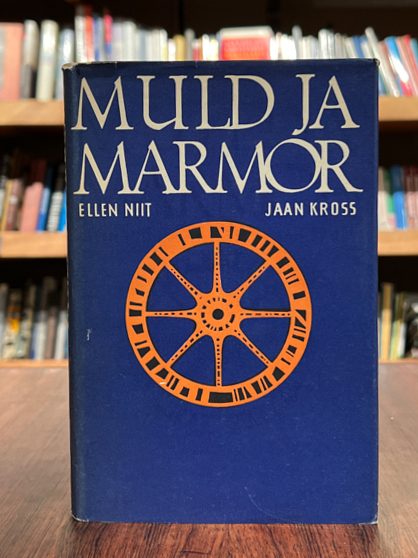 MULD JA
MARMOR
ELLEN NIIT JAAN KROSS